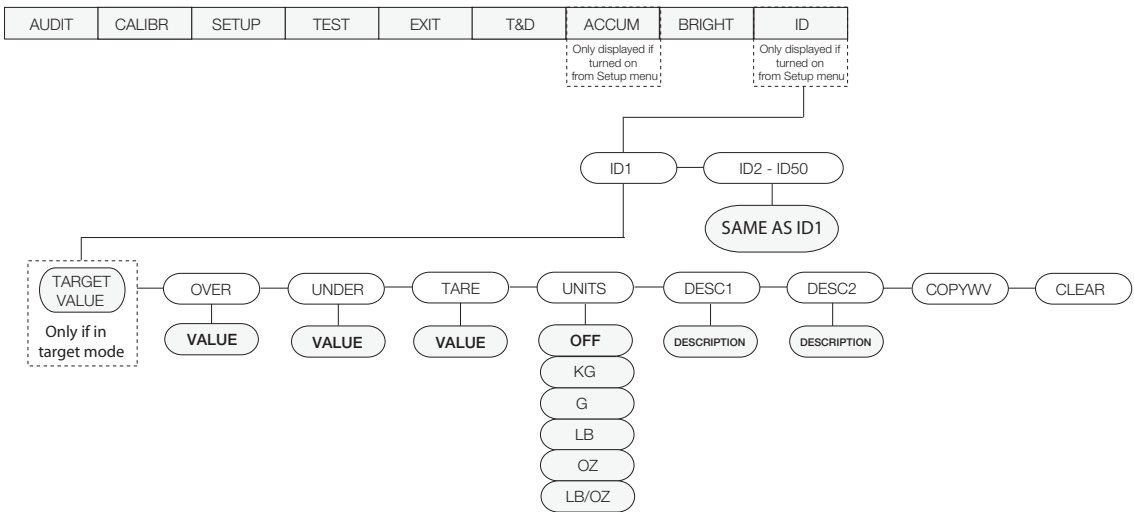 AUDIT
CALIBR
SETUP
TEST
EXIT
T&D
ACCUM
BRIGHT
ID
Only displayed if
turned on
from Setup menu
Only displayed if
turned on
from Setup menu
ID1
ID2 - ID50
SAME AS ID1
TARGET
VALUE
Only if in
target mode
OVER
UNDER
TARE
UNITS
DESC1
DESC2
COPYWV
CLEAR
VALUE
VALUE
VALUE
OFF
DESCRIPTION
DESCRIPTION
KG
G
LB
OZ
LB/OZ